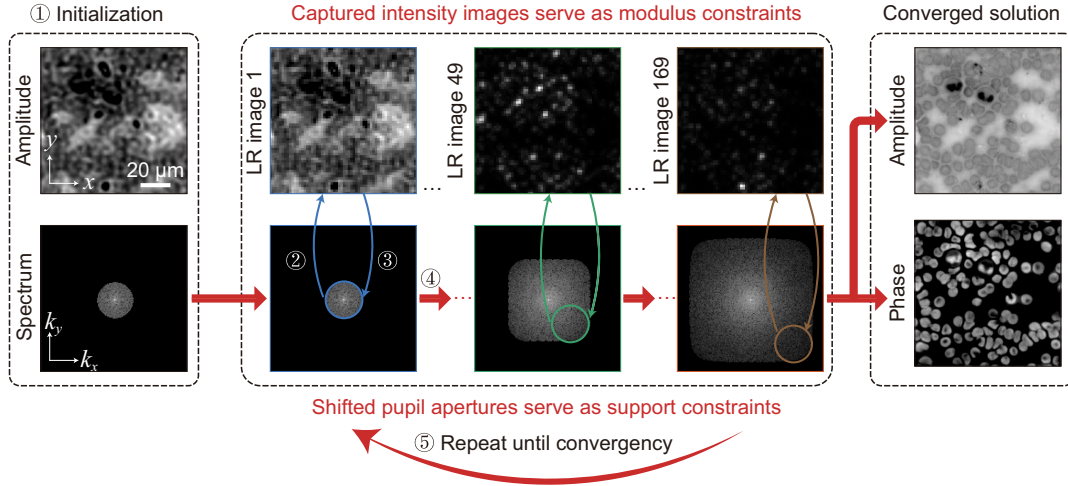 ① Initialization
Captured intensity images serve as modulus constraints
Converged solution
Amplitude
y
x
20 μm
LR image 1
...
LR image 49
...
LR image 169
Amplitude
Spectrum
k_y
k_x
②
③
④
Phase
Shifted pupil apertures serve as support constraints
⑤ Repeat until convergency